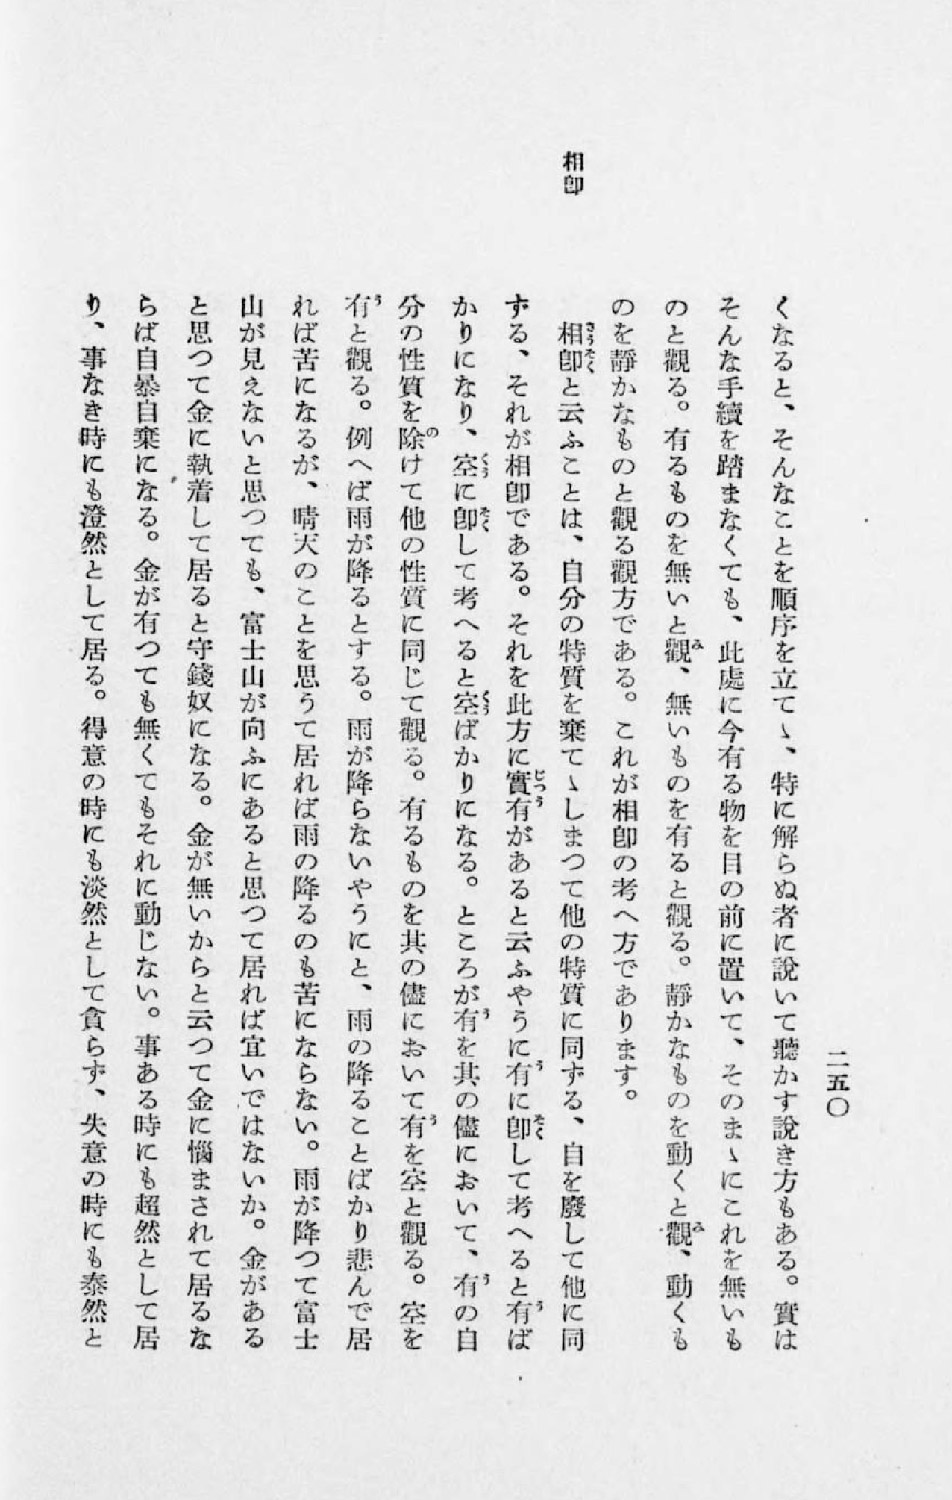 二五〇
くなると、そんなことを順序を立てゝ、特に解らぬ者に說いて聽かす說き方もある。實は
そんな手續を踏まなくても、此處に今有る物を目の前に置いて、そのまゝにこれを無いも
のと觀る。有るものを無いと觀、無いものを有ると觀る。靜かなものを動くと觀、動くも
のを靜かなものと觀る觀方である。これが相卽の考へ方であります。
相卽
相卽と云ふことは、自分の特質を棄てゝしまつて他の特質に同ずる、自を廢して他に同
ずる、それが相卽である。それを此方に實有があると云ふやうに有に卽して考へると有ば
かりになり、空に卽して考へると空ばかりになる。ところが有を其の儘において、有の自
分の性質を除けて他の性質に同じて觀る。有るものを其の儘において有を空と觀る。空を
有と觀る。例へば雨が降るとする。雨が降らないやうにと、雨の降ることばかり悲んで居
れば苦になるが、晴天のことを思うて居れば雨の降るのも苦にならない。雨が降つて富士
山が見えないと思つても、富士山が向ふにあると思つて居れば宜いではないか。金がある
と思つて金に執着して居ると守錢奴になる。金が無いからと云つて金に惱まされて居るな
らば自暴自棄になる。金が有つても無くてもそれに動じない。事ある時にも超然として居
り、事なき時にも澄然として居る。得意の時にも淡然として貪らず、失意の時にも泰然と